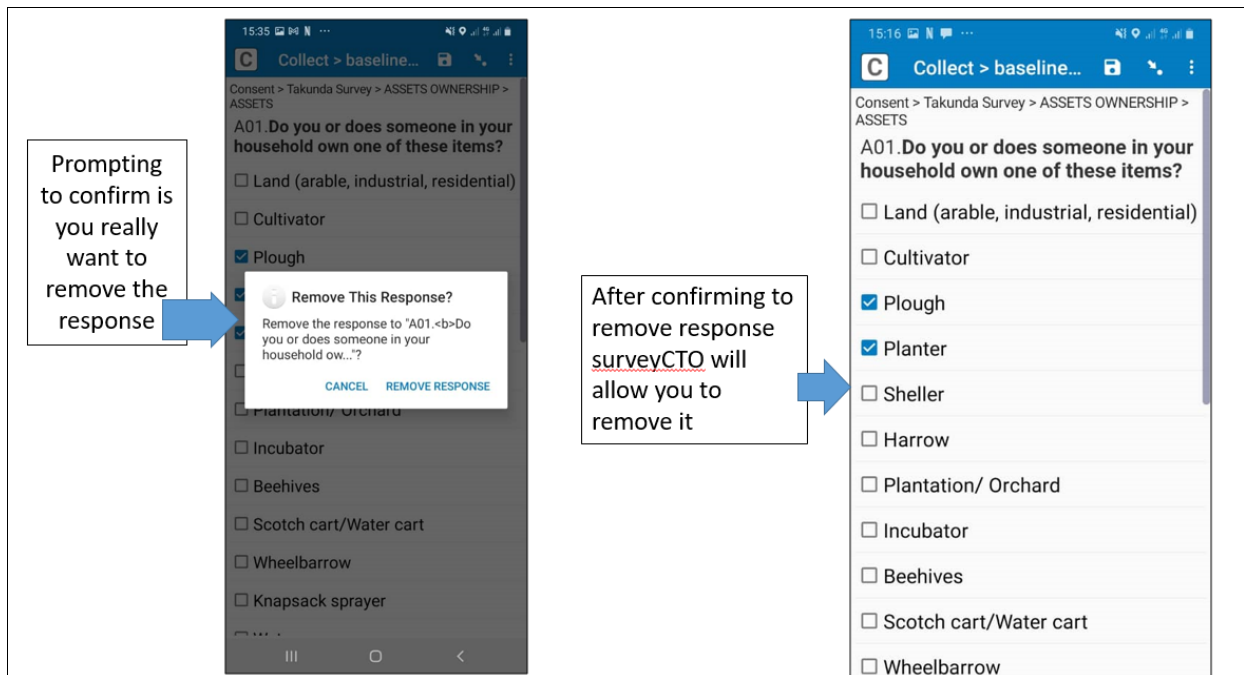 Prompting
to confirm is
you really
want to
remove the
response
15:35
C Collect > baseline...
Consent > Takunda Survey > ASSETS OWNERSHIP >
ASSETS
A01.Do you or does someone in your
household own one of these items?
Land (arable, industrial, residential)
Cultivator
Plough
Remove This Response?
Remove the response to "A01.<b>Do
you or does someone in your
household ow..."?
CANCEL REMOVE RESPONSE
Plantation/ Orchard
Incubator
Beehives
Scotch cart/Water cart
Wheelbarrow
Knapsack sprayer
After confirming to
remove response
surveyCTO will
allow you to
remove it
15:16
C Collect > baseline...
Consent > Takunda Survey > ASSETS OWNERSHIP >
ASSETS
A01.Do you or does someone in your
household own one of these items?
Land (arable, industrial, residential)
Cultivator
Plough
Planter
Sheller
Harrow
Plantation/ Orchard
Incubator
Beehives
Scotch cart/Water cart
Wheelbarrow